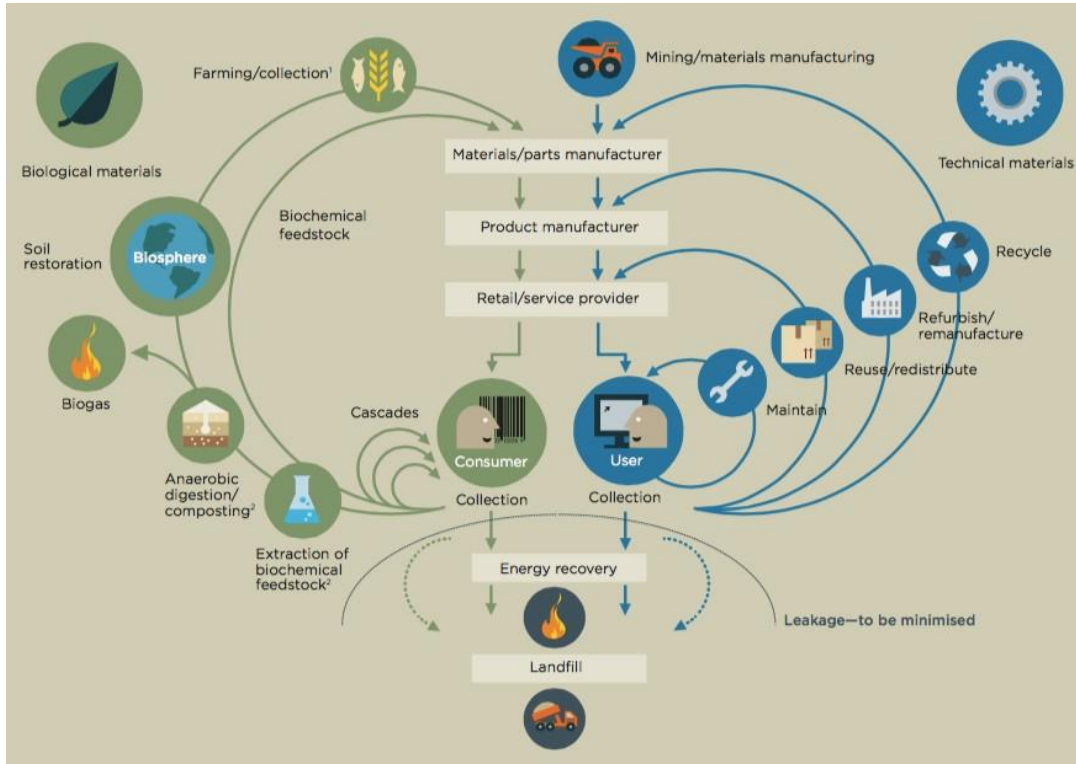 Farming/collection¹
Mining/materials manufacturing
Biological materials
Technical materials
Materials/parts manufacturer
Biochemical
feedstock
Product manufacturer
Soil
restoration
Biosphere
Recycle
Retail/service provider
Refurbish/
remanufacture
Reuse/redistribute
Biogas
Cascades
Maintain
Consumer
User
Anaerobic
digestion/
composting²
Collection
Collection
Extraction of
biochemical
feedstock²
Energy recovery
Leakage—to be minimised
Landfill